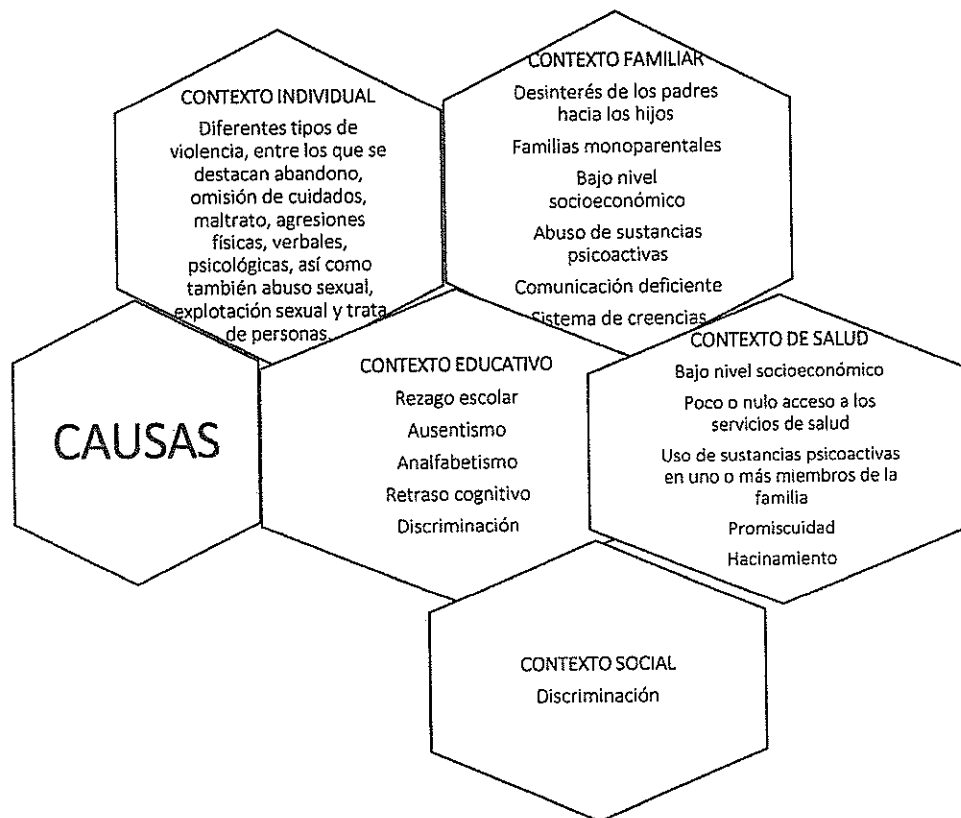 CONTEXTO INDIVIDUAL
Diferentes tipos de
violencia, entre los que se
destacan abandono,
omisión de cuidados,
maltrato, agresiones
físicas, verbales,
psicológicas, así como
también abuso sexual,
explotación sexual y trata
de personas.
CONTEXTO FAMILIAR
Desinterés de los padres
hacia los hijos
Familias monoparentales
Bajo nivel
socioeconómico
Abuso de sustancias
psicoactivas
Comunicación deficiente
Sistema de creencias
CAUSAS
CONTEXTO EDUCATIVO
Rezago escolar
Ausentismo
Analfabetismo
Retraso cognitivo
Discriminación
CONTEXTO DE SALUD
Bajo nivel socioeconómico
Poco o nulo acceso a los
servicios de salud
Uso de sustancias psicoactivas
en uno o más miembros de la
familia
Promiscuidad
Hacinamiento
CONTEXTO SOCIAL
Discriminación